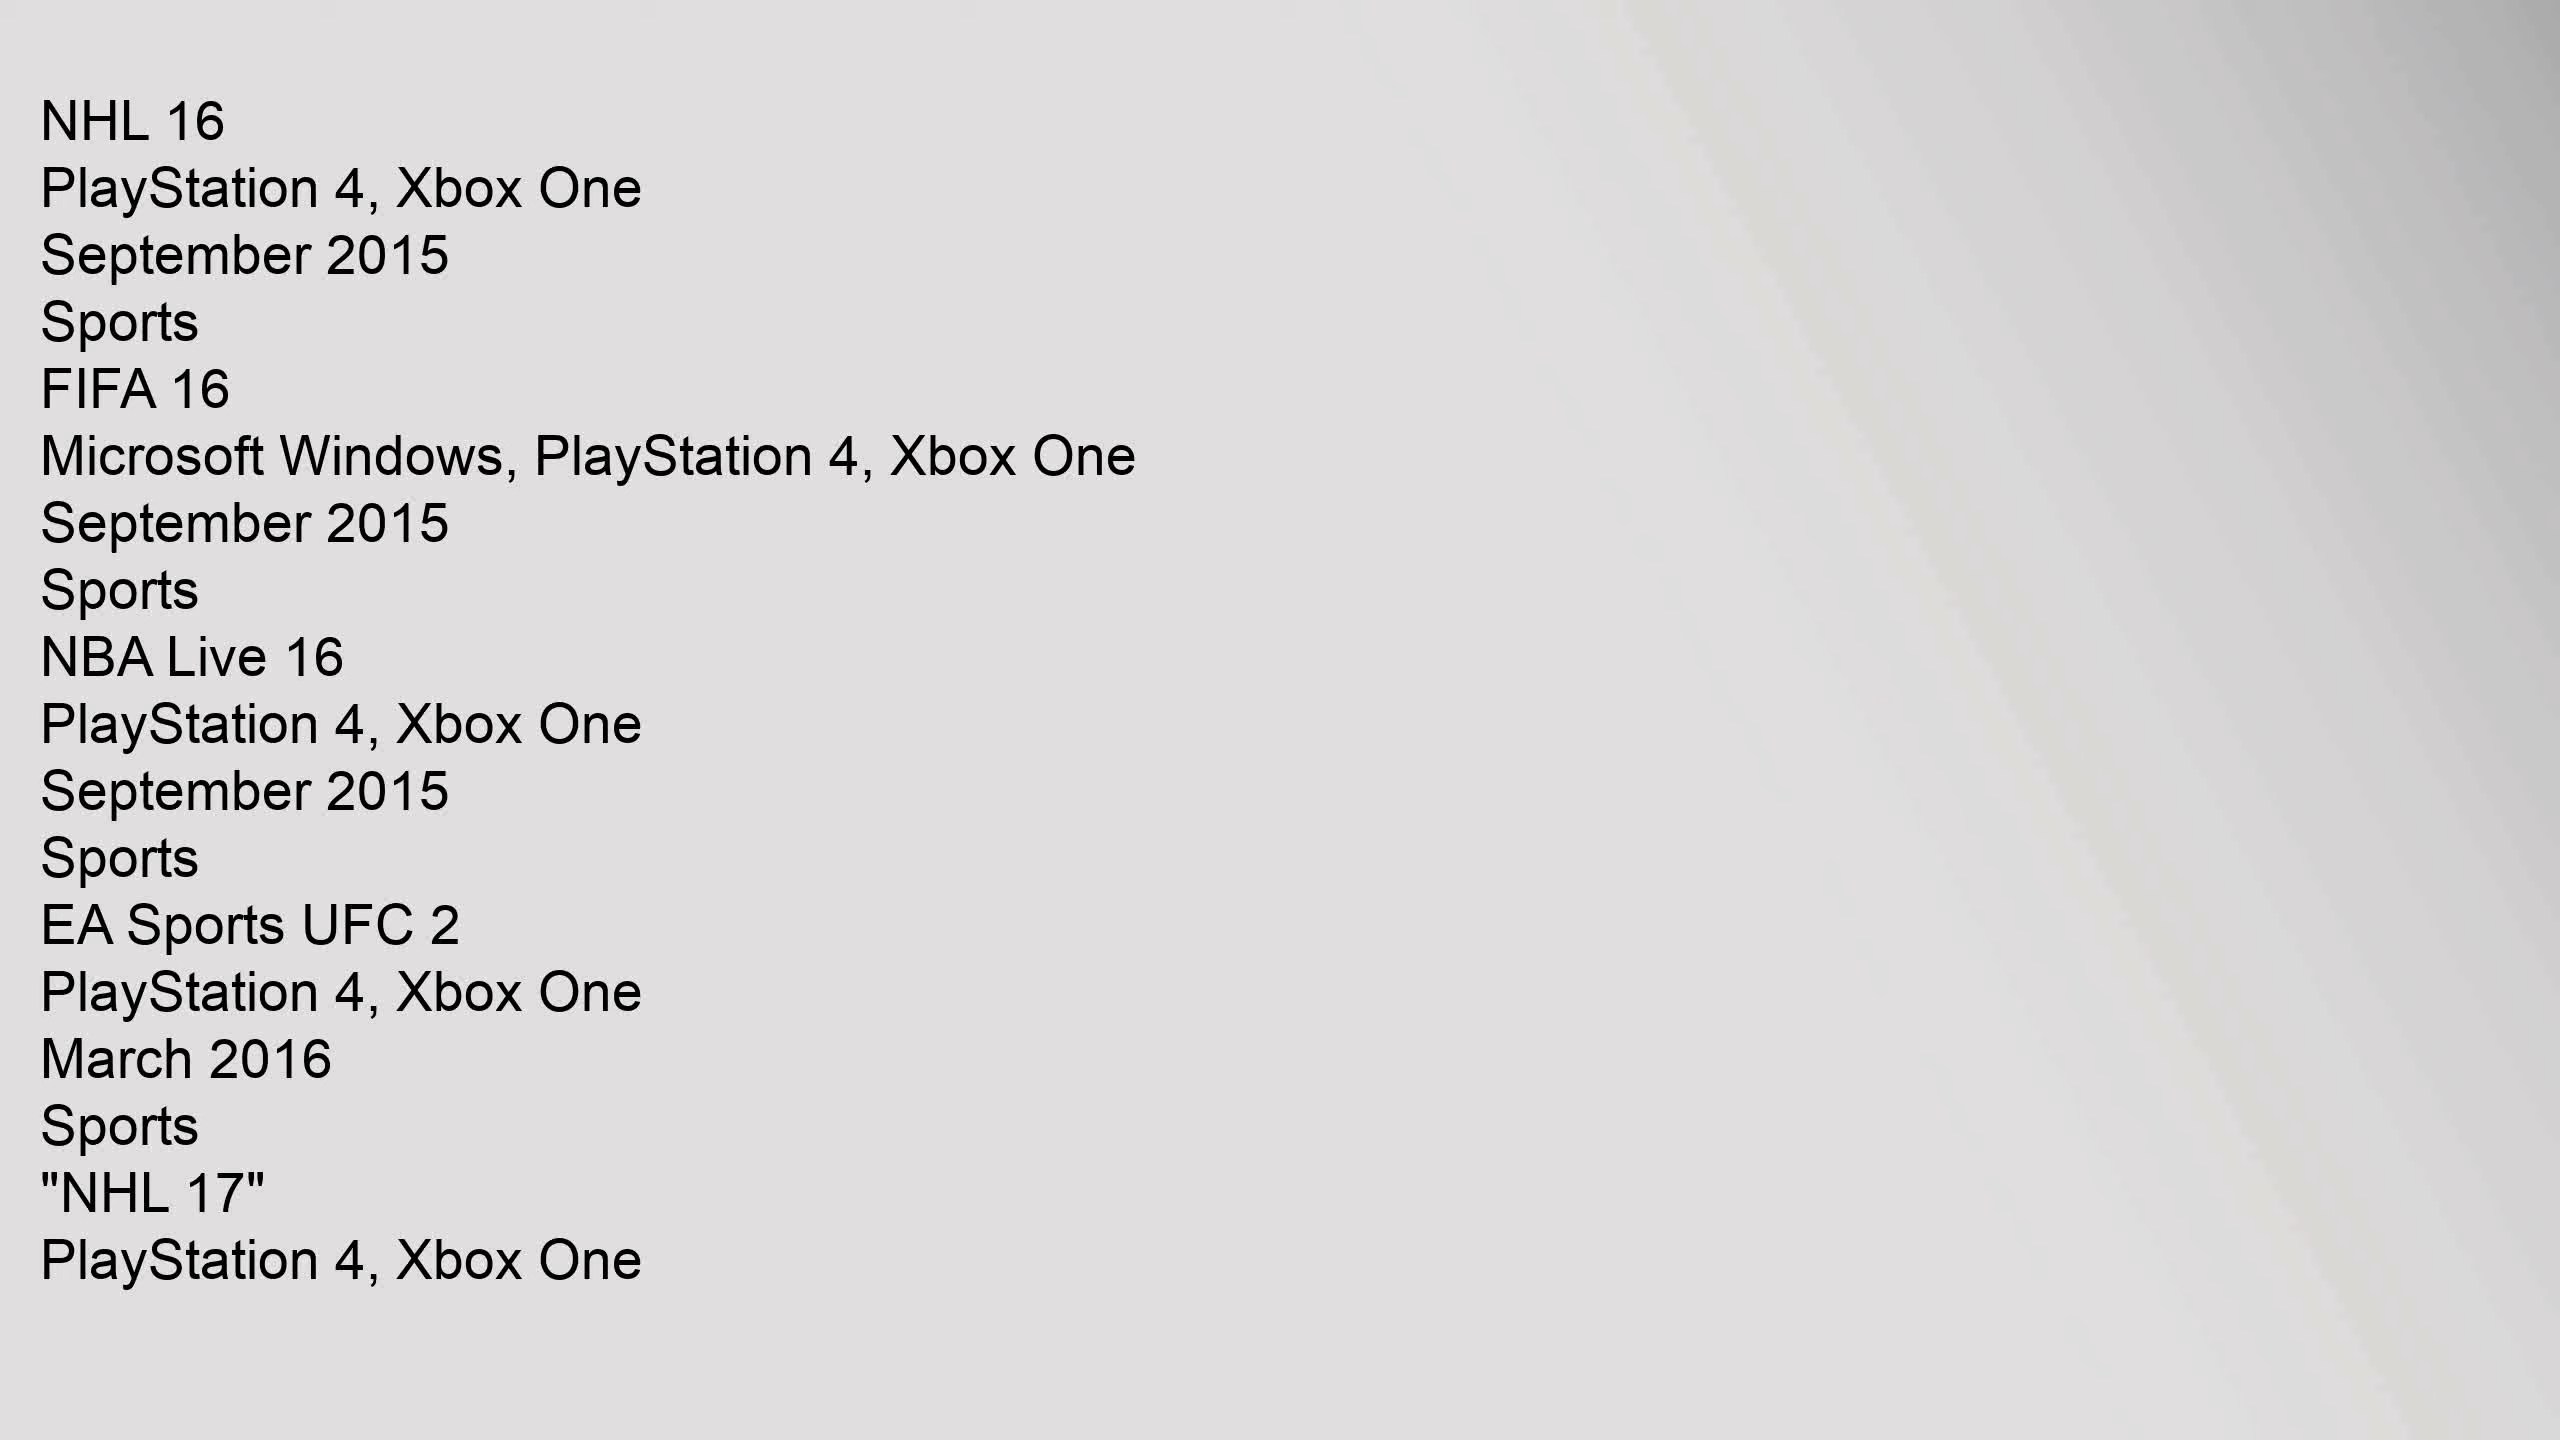 NHL 16
PlayStation 4, Xbox One
September 2015
Sports
FIFA 16
Microsoft Windows, PlayStation 4, Xbox One
September 2015
Sports
NBA Live 16
PlayStation 4, Xbox One
September 2015
Sports
EA Sports UFC 2
PlayStation 4, Xbox One
March 2016
Sports
"NHL 17"
PlayStation 4, Xbox One